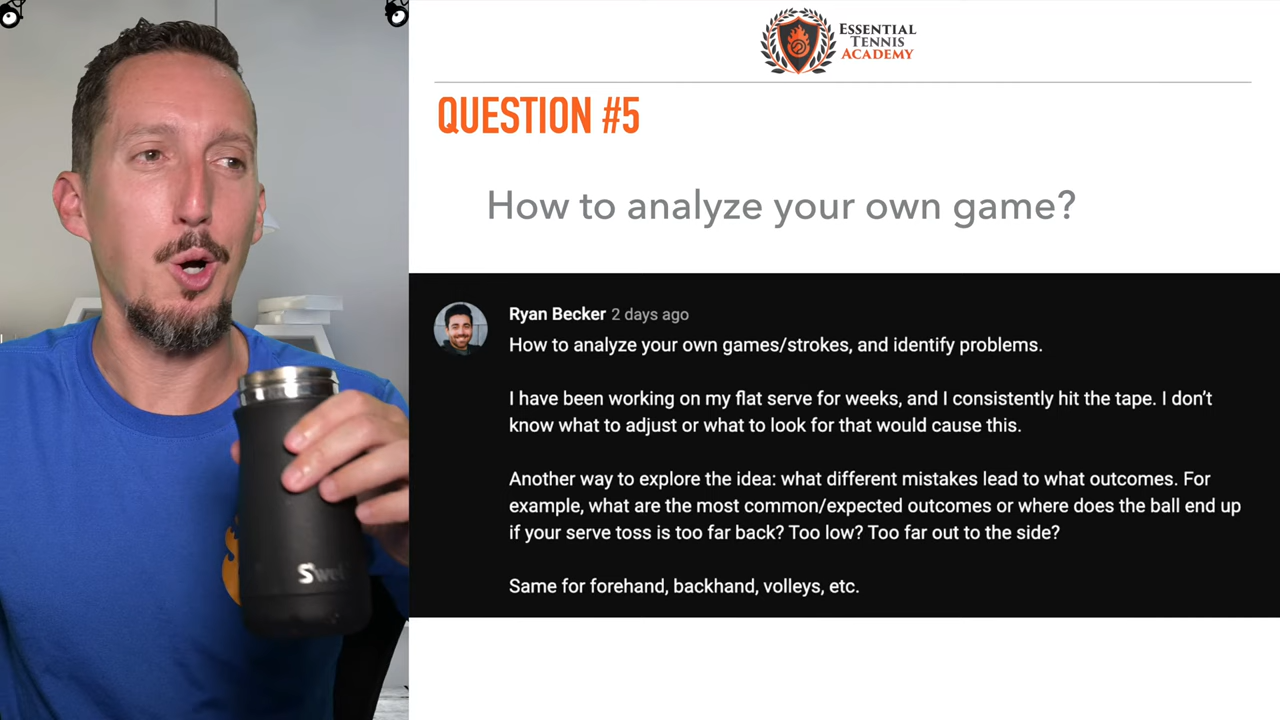 ESSENTIAL
TENNIS
ACADEMY
QUESTION #5
How to analyze your own game?
Ryan Becker 2 days ago
How to analyze your own games/strokes, and identify problems.
I have been working on my flat serve for weeks, and I consistently hit the tape. I don't
know what to adjust or what to look for that would cause this.
Another way to explore the idea: what different mistakes lead to what outcomes. For
example, what are the most common/expected outcomes or where does the ball end up
if your serve toss is too far back? Too low? Too far out to the side?
Same for forehand, backhand, volleys, etc.
S'well